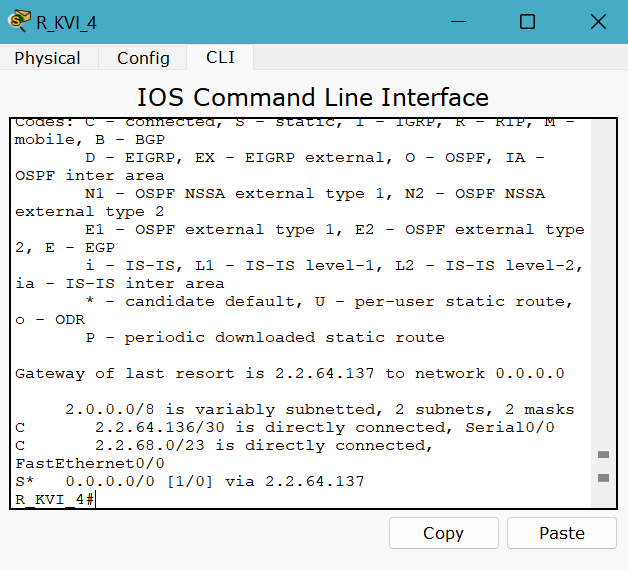 R_KVI_4
Physical
Config
CLI
IOS Command Line Interface
Codes: C - connected, S - static, I - IGRP, R - RIP, M -
mobile, B - BGP
D - EIGRP, EX - EIGRP external, O - OSPF, IA -
OSPF inter area
N1 - OSPF NSSA external type 1, N2 - OSPF NSSA
external type 2
E1 - OSPF external type 1, E2 - OSPF external type
2, E - EGP
i - IS-IS, L1 - IS-IS level-1, L2 - IS-IS level-2,
ia - IS-IS inter area
* - candidate default, U - per-user static route,
o - ODR
P - periodic downloaded static route
Gateway of last resort is 2.2.64.137 to network 0.0.0.0
2.0.0.0/8 is variably subnetted, 2 subnets, 2 masks
C 2.2.64.136/30 is directly connected, Serial0/0
C 2.2.68.0/23 is directly connected,
FastEthernet0/0
S* 0.0.0.0/0 [1/0] via 2.2.64.137
R_KVI_4#
Copy
Paste